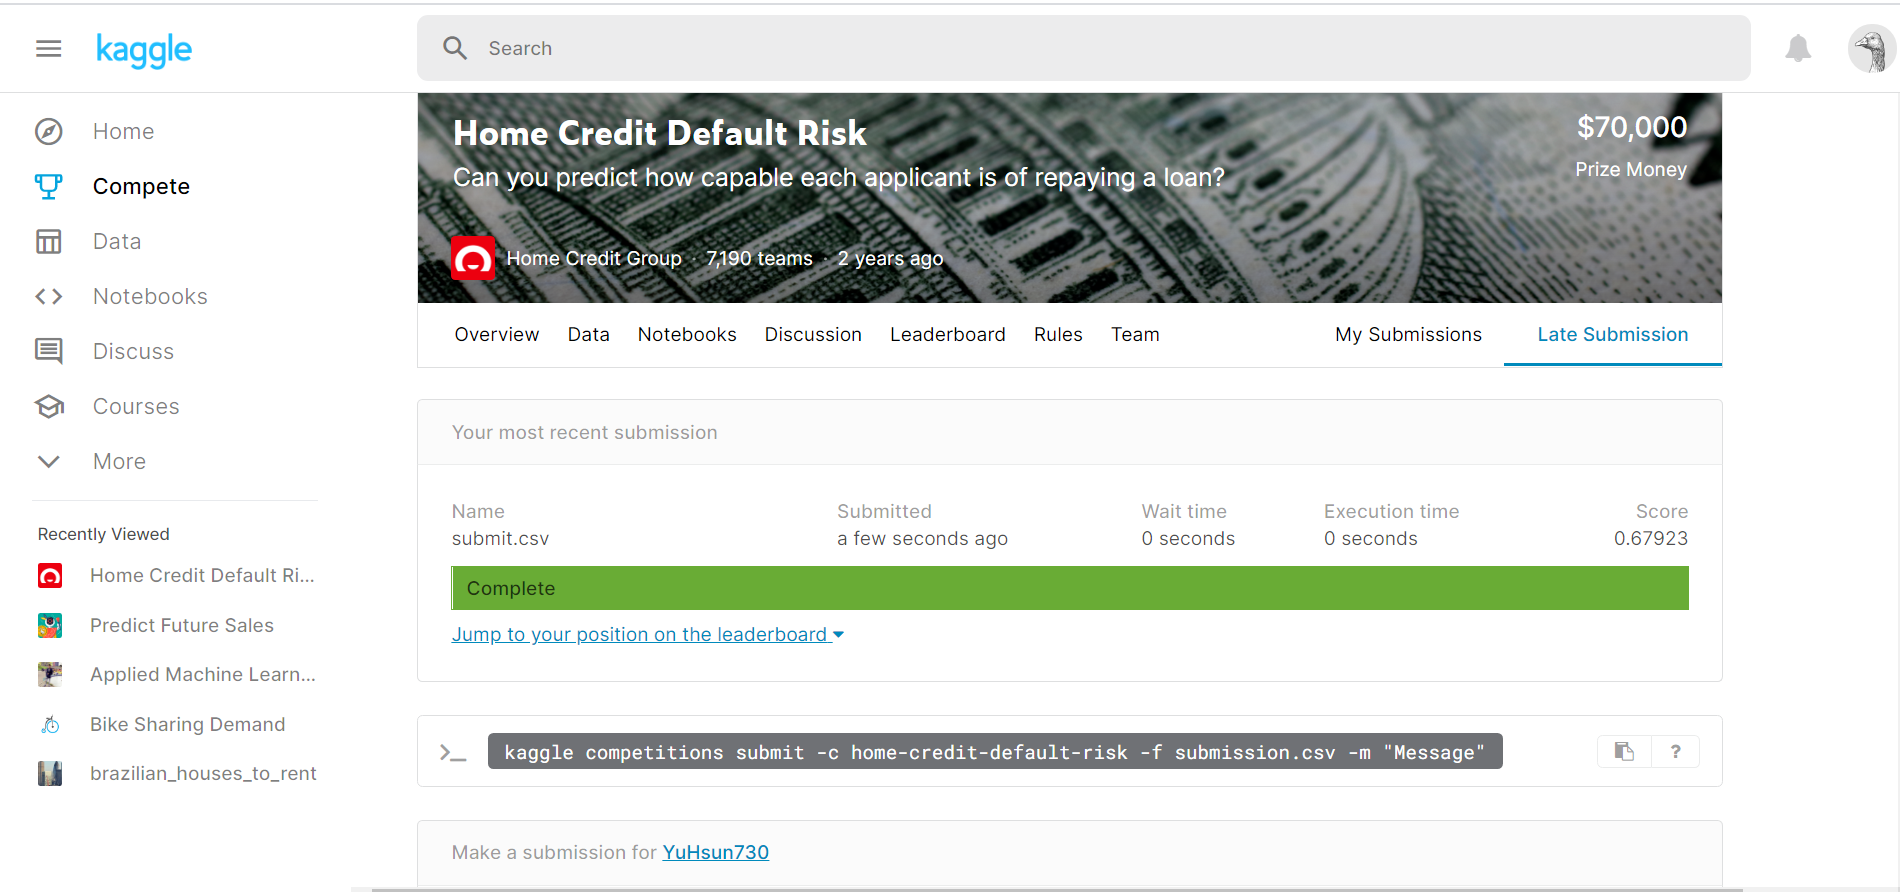 kaggle
Search
Home
Compete
Data
Notebooks
Discuss
Courses
More
Recently Viewed
Home Credit Default Ri...
Predict Future Sales
Applied Machine Learn...
Bike Sharing Demand
brazilian_houses_to_rent
Home Credit Default Risk
$70,000
Can you predict how capable each applicant is of repaying a loan?
Prize Money
Home Credit Group · 7,190 teams · 2 years ago
Overview Data Notebooks Discussion Leaderboard Rules Team My Submissions Late Submission
Your most recent submission
Name Submitted Wait time Execution time Score
submit.csv a few seconds ago 0 seconds 0 seconds 0.67923
Complete
Jump to your position on the leaderboard
>_ kaggle competitions submit -c home-credit-default-risk -f submission.csv -m "Message" ?
Make a submission for YuHsun730